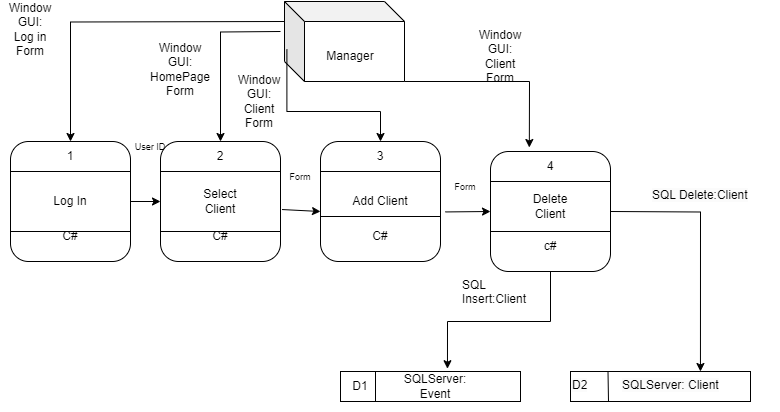 Window
GUI:
Log in
Form
Window
GUI:
HomePage
Form
Window
GUI:
Client
Form
Manager
Window
GUI:
Client
Form
1
Log In
C#
User ID
2
Select
Client
C#
Form
3
Add Client
C#
Form
4
Delete
Client
c#
SQL Delete:Client
SQL
Insert:Client
D1
SQLServer:
Event
D2
SQLServer: Client